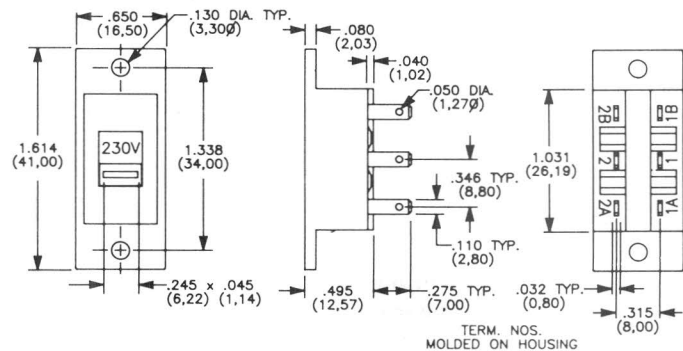 .650
(16,50)
.130 DIA. TYP.
(3,30Ø)
1.614
(41,00)
230V
1.338
(34,00)
.245 x .045
(6,22) (1,14)
.080
(2,03)
.040
(1,02)
.050 DIA.
(1,27Ø)
.346 TYP.
(8,80)
.110 TYP.
(2,80)
.495
(12,57)
.275 TYP.
(7,00)
1.031
(26,19)
2B
1B
2
1
2A
1A
.032 TYP.
(0,80)
.315
(8,00)
TERM. NOS.
MOLDED ON HOUSING